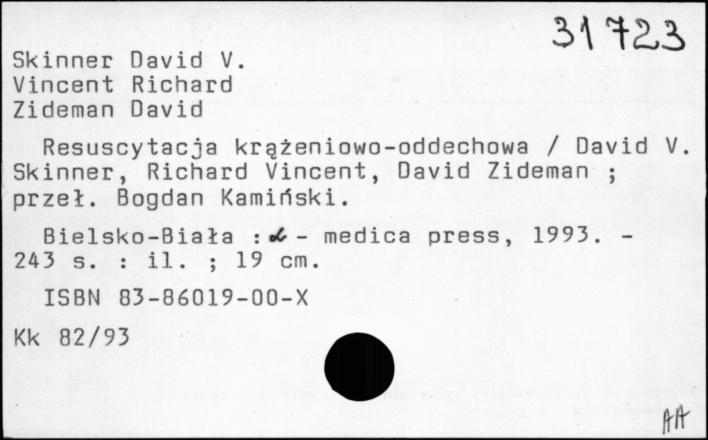 31723
Skinner David V.
Vincent Richard
Zideman David
Resuscytacja krążeniowo-oddechowa / David V.
Skinner, Richard Vincent, David Zideman ;
przeł. Bogdan Kamiński.
Bielsko-Biała : α - medica press, 1993. -
243 s. : il. ; 19 cm.
ISBN 83-86019-00-X
Kk 82/93
AA